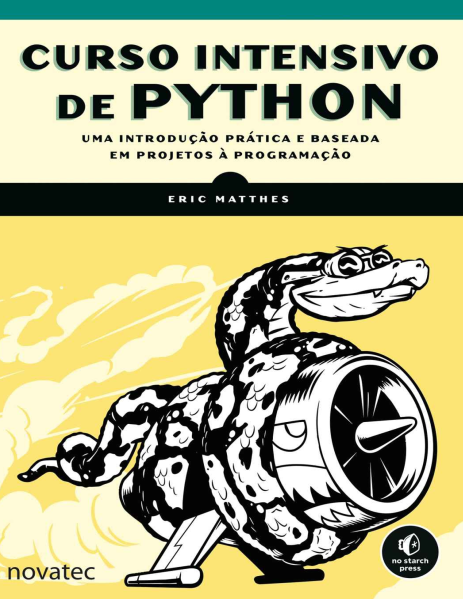 CURSO INTENSIVO
DE PYTHON
UMA INTRODUÇÃO PRÁTICA E BASEADA
EM PROJETOS À PROGRAMAÇÃO
ERIC MATTHES
novatec
no starch
press